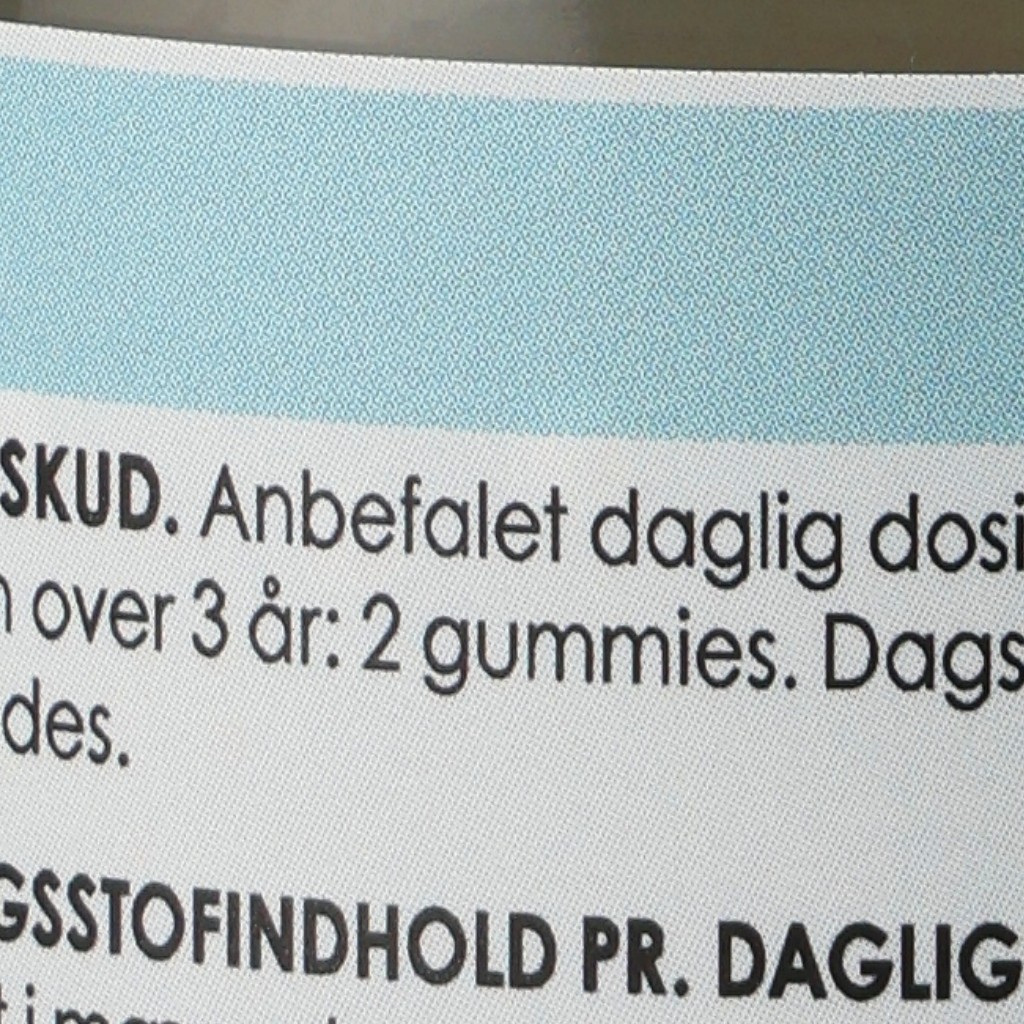 SKUD. Anbefalet daglig dosi
over 3 år: 2 gummies. Dags
des.
GSSTOFINDHOLD PR. DAGLIG